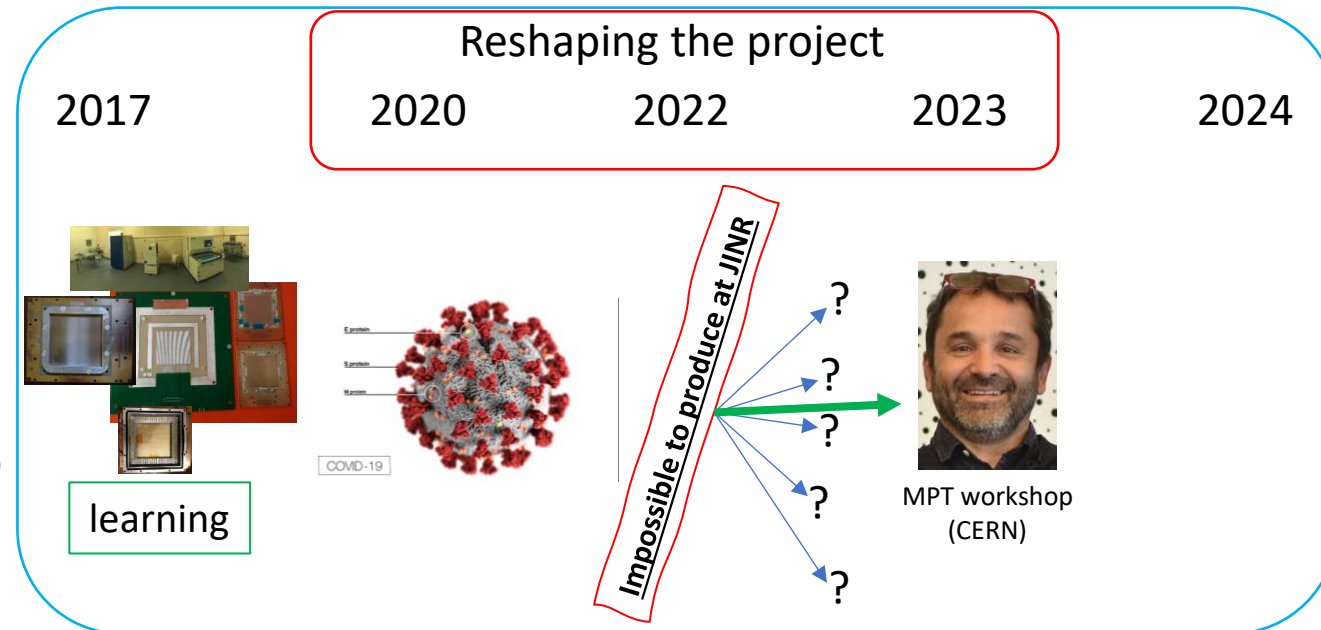 Reshaping the project
2017
2020
2022
2023
2024
E protein
S protein
M protein
COVID-19
learning
Impossible to produce at JINR
?
?
?
?
?
MPT workshop
(CERN)